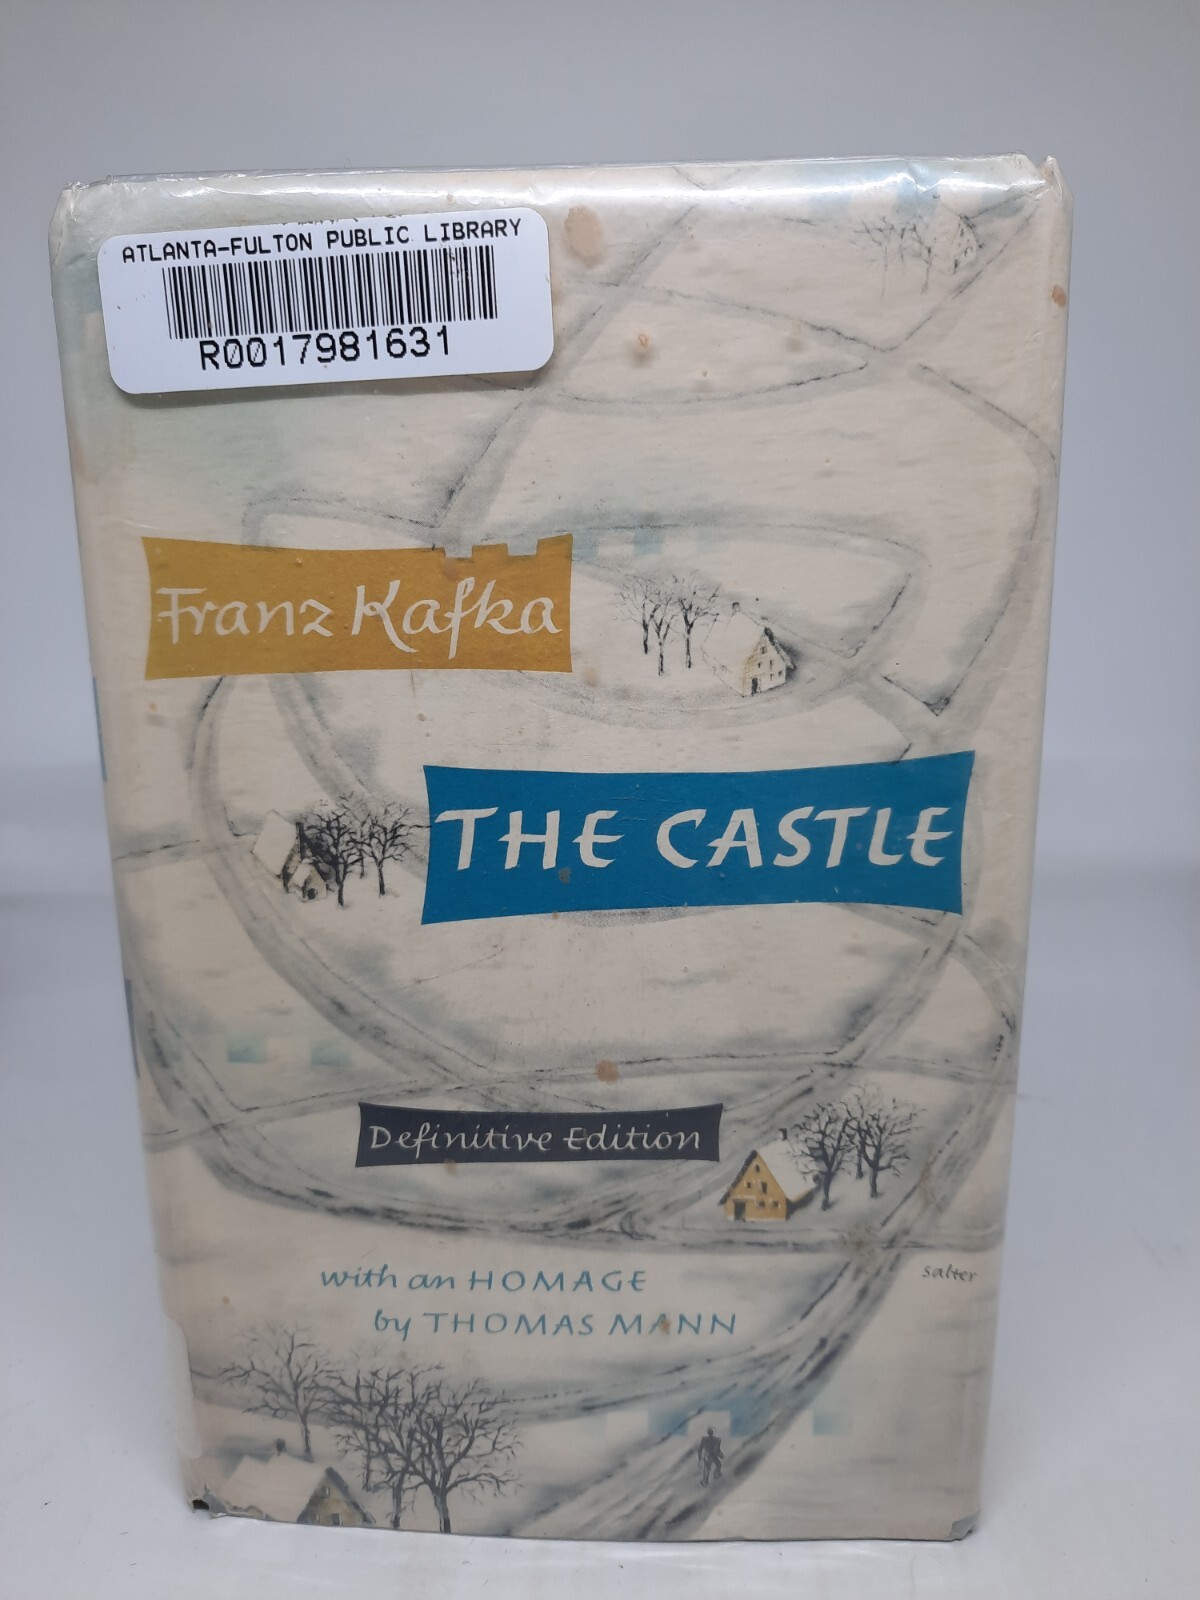 ATLANTA-FULTON PUBLIC LIBRARY
R0017981631
Franz Kafka
THE CASTLE
Definitive Edition
salter
with an HOMAGE
by THOMAS MANN